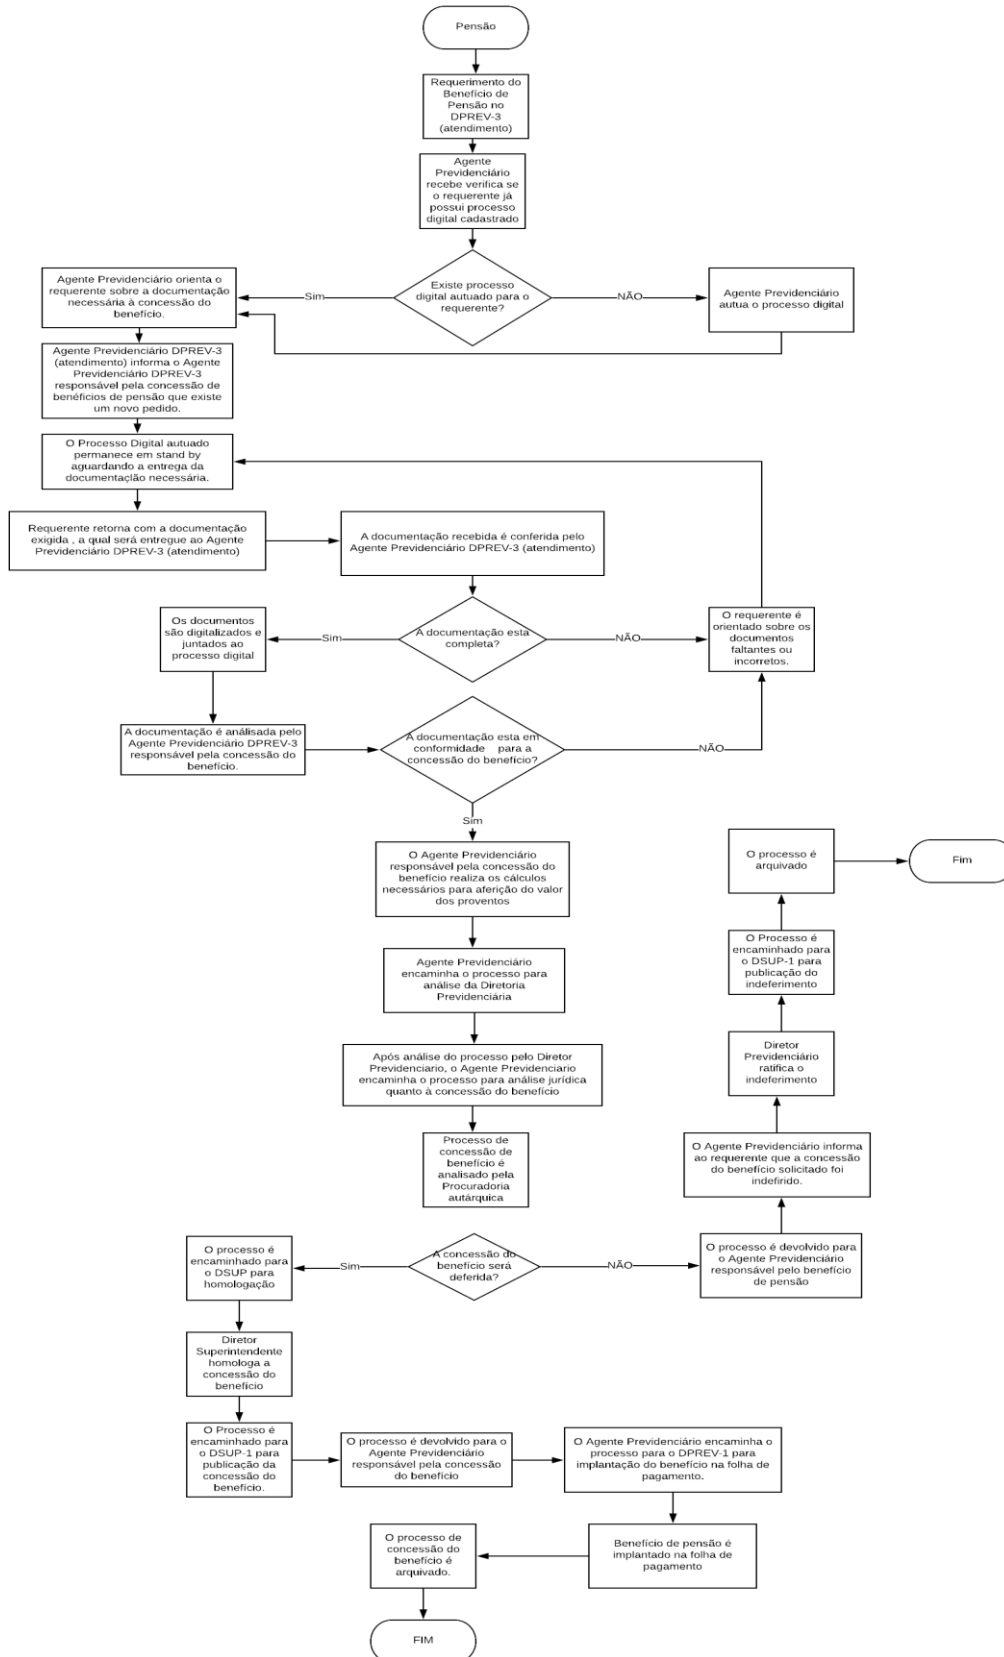 Pensão
Requerimento do
Benefício de
Pensão no
DPREV-3
(atendimento)
Agente
Previdenciário
recebe verifica se
o requerente já
possui processo
digital cadastrado
Existe processo
digital autuado para o
requerente?
Sim
NÃO
Agente Previdenciário orienta o
requerente sobre a documentação
necessária à concessão do
benefício.
Agente Previdenciário
autua o processo digital
Agente Previdenciário DPREV-3
(atendimento) informa o Agente
Previdenciário DPREV-3
responsável pela concessão de
benéficios de pensão que existe
um novo pedido.
O Processo Digital autuado
permanece em stand by
aguardando a entrega da
documentação necessária.
Requerente retorna com a documentação
exigida , a qual será entregue ao Agente
Previdenciário DPREV-3 (atendimento)
A documentação recebida é conferida pelo
Agente Previdenciário DPREV-3 (atendimento)
A documentação esta
completa?
Sim
NÃO
Os documentos
são digitalizados e
juntados ao
processo digital
O requerente é
orientado sobre os
documentos
faltantes ou
incorretos.
A documentação é análisada pelo
Agente Previdenciário DPREV-3
responsável pela concessão do
benefício.
A documentação esta em
conformidade para a
concessão do benefício?
NÃO
Sim
O Agente Previdenciário
responsável pela concessão do
benefício realiza os cálculos
necessários para aferição do valor
dos proventos
Agente Previdenciário
encaminha o processo para
análise da Diretoria
Previdenciária
Após análise do processo pelo Diretor
Previdenciario, o Agente Previdenciario
encaminha o processo para análise jurídica
quanto à concessão do benefício
Processo de
concessão de
benefício é
analisado pela
Procuradoria
autárquica
A concessão do
benefício será
deferida?
Sim
NÃO
O processo é devolvido para
o Agente Previdenciário
responsável pelo benefício
de pensão
O Agente Previdenciário informa
ao requerente que a concessão
do benefício solicitado foi
indefirido.
Diretor
Previdenciário
ratifica o
indeferimento
O Processo é
encaminhado para
o DSUP-1 para
publicação do
indeferimento
O processo é
arquivado
Fim
O processo é
encaminhado para
o DSUP para
homologação
Diretor
Superintendente
homologa a
concessão do
benefício
O Processo é
encaminhado para
o DSUP-1 para
publicação da
concessão do
benefício.
O processo é devolvido para o
Agente Previdenciário
responsável pela concessão
do benefício
O Agente Previdenciário encaminha o
processo para o DPREV-1 para
implantação do benefício na folha de
pagamento.
Benefício de pensão é
implantado na folha de
pagamento
O processo de
concessão do
benefício é
arquivado.
FIM